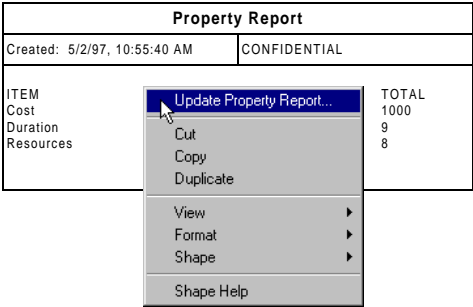 Property Report
Created: 5/2/97, 10:55:40 AM CONFIDENTIAL
ITEM TOTAL
Cost 1000
Duration 9
Resources 8
Update Property Report...
Cut
Copy
Duplicate
View
Format
Shape
Shape Help